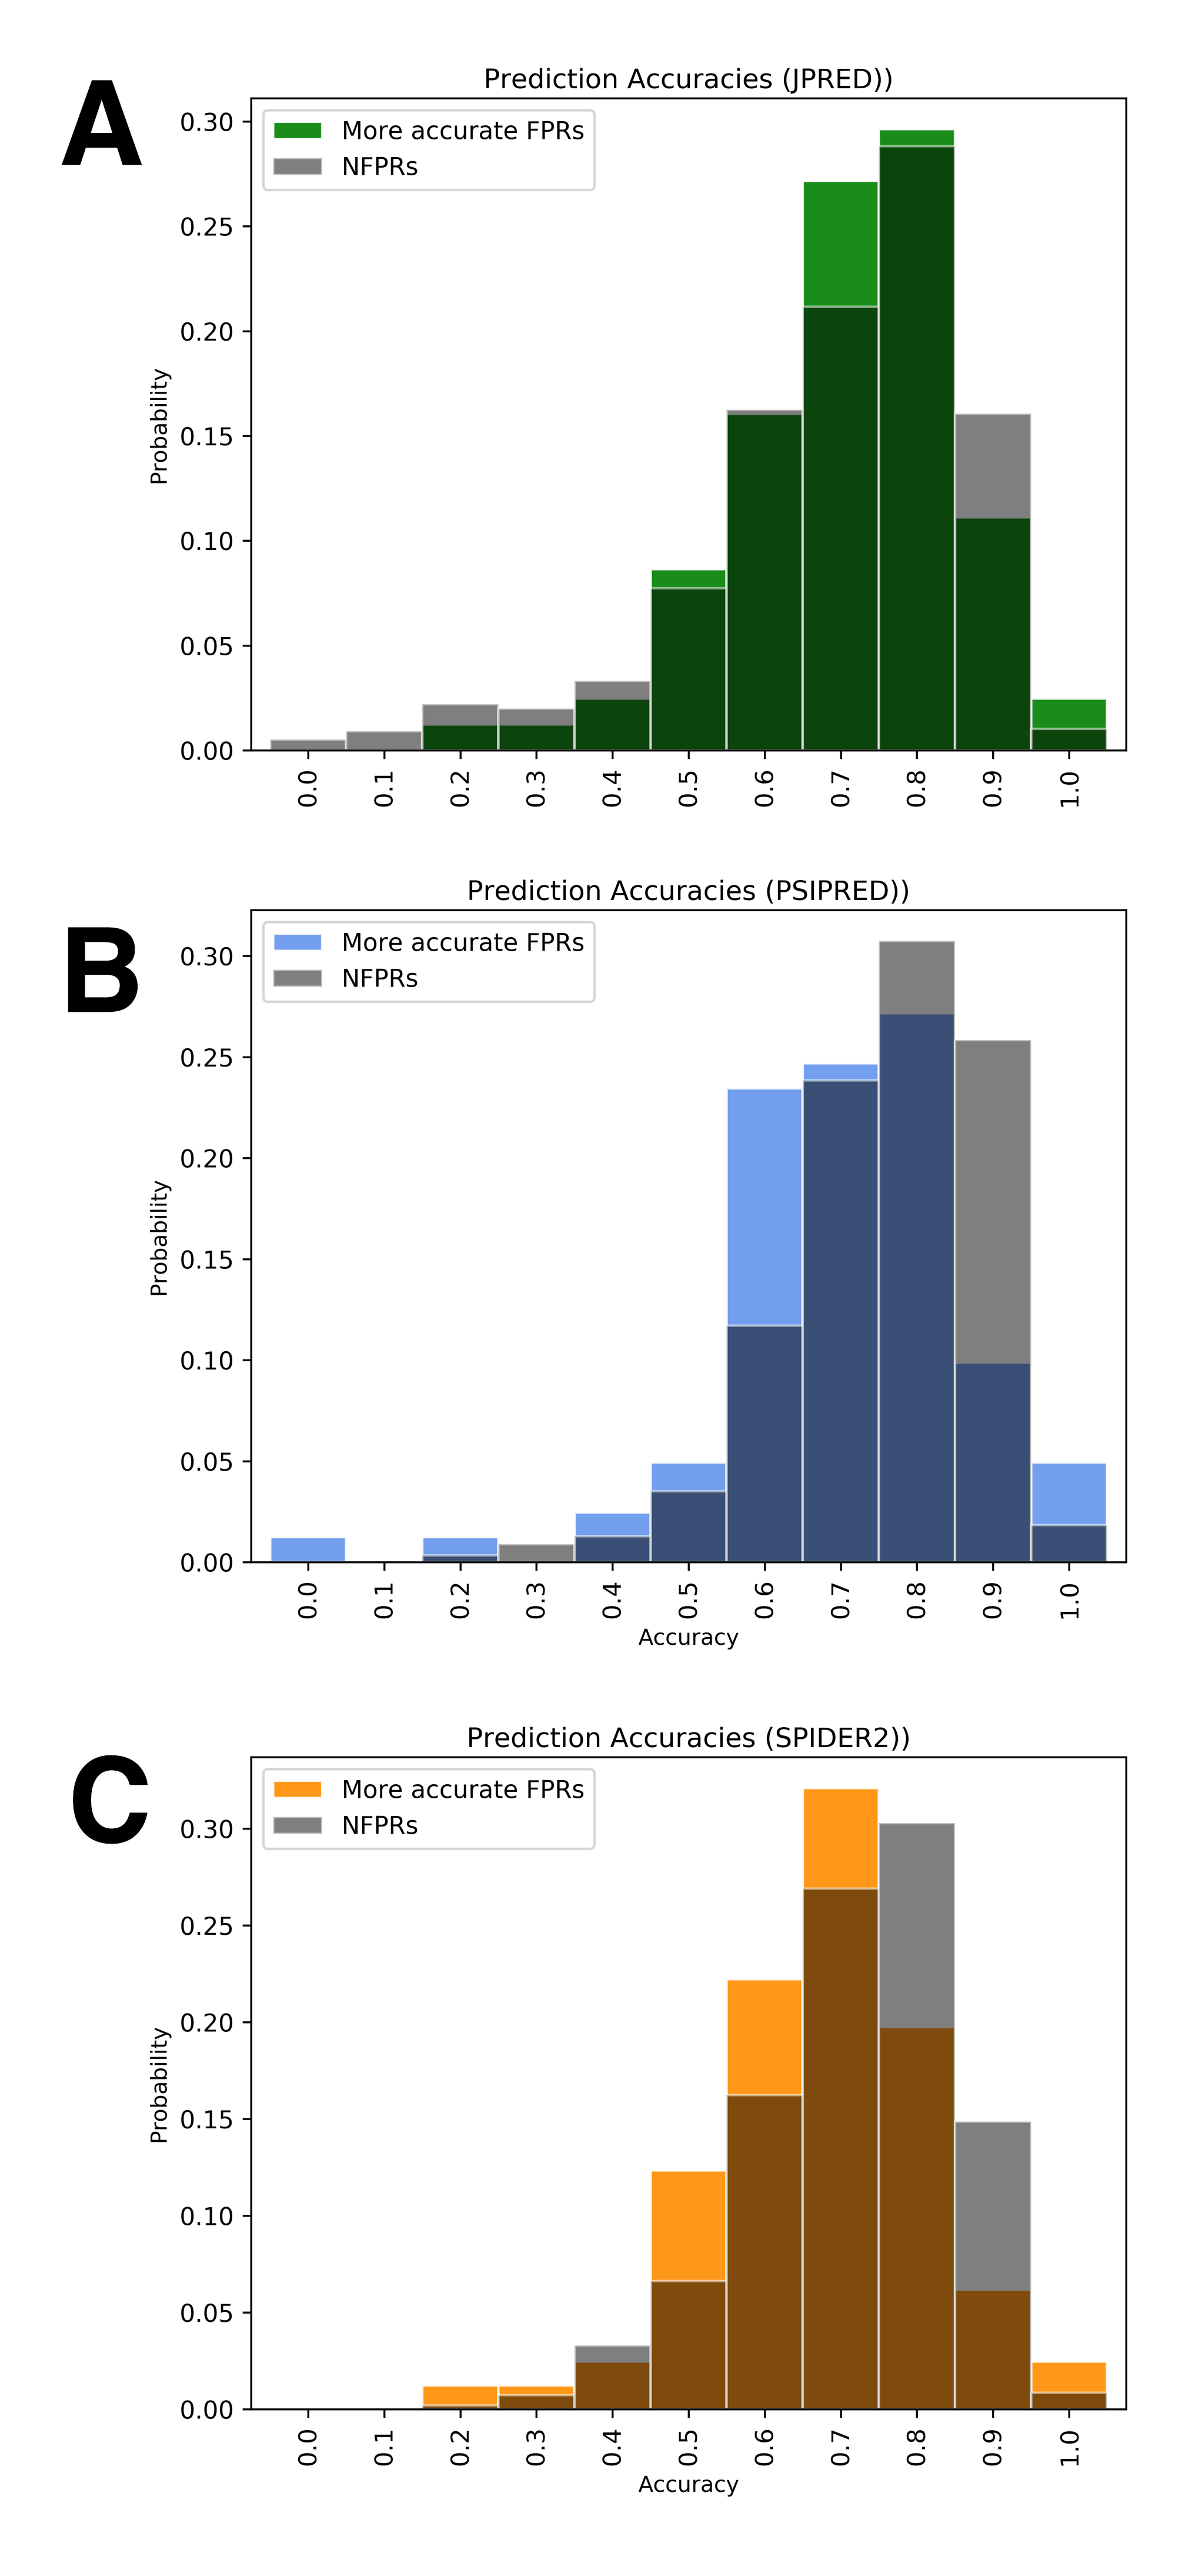 A
Prediction Accuracies (JPRED))
More accurate FPRs
NFPRs
0.30
0.25
0.20
0.15
0.10
0.05
0.00
Probability
0.0 0.1 0.2 0.3 0.4 0.5 0.6 0.7 0.8 0.9 1.0
B
Prediction Accuracies (PSIPRED))
More accurate FPRs
NFPRs
0.30
0.25
0.20
0.15
0.10
0.05
0.00
Probability
0.0 0.1 0.2 0.3 0.4 0.5 0.6 0.7 0.8 0.9 1.0
Accuracy
C
Prediction Accuracies (SPIDER2))
More accurate FPRs
NFPRs
0.30
0.25
0.20
0.15
0.10
0.05
0.00
Probability
0.0 0.1 0.2 0.3 0.4 0.5 0.6 0.7 0.8 0.9 1.0
Accuracy